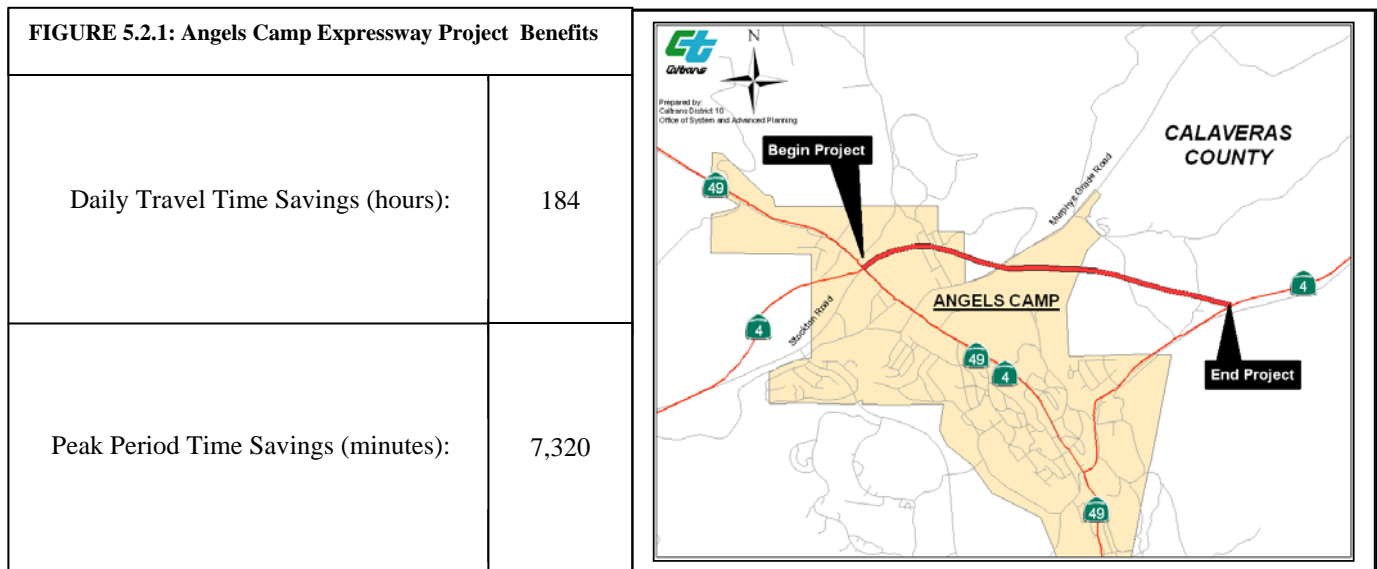 FIGURE 5.2.1: Angels Camp Expressway Project Benefits
Daily Travel Time Savings (hours):
184
Peak Period Time Savings (minutes):
7,320
Caltrans
N
Prepared by:
Caltrans District 10
Office of System and Advanced Planning
CALAVERAS
COUNTY
Begin Project
Murphys Grade Road
49
4
ANGELS CAMP
Stockton Road
4
49
4
End Project
49